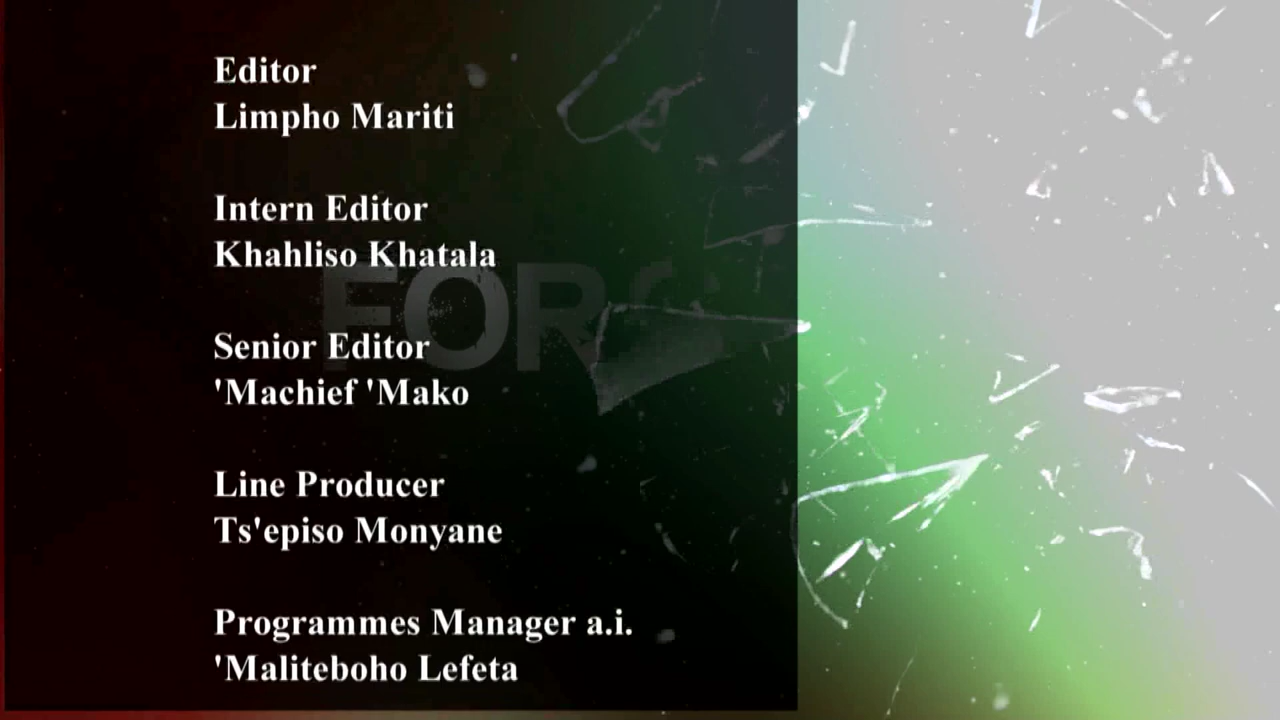 Editor
Limpho Mariti
Intern Editor
Khahliso Khatala
FOR
Senior Editor
'Machief 'Mako
Line Producer
Ts'episo Monyane
Programmes Manager a.i.
'Maliteboho Lefeta